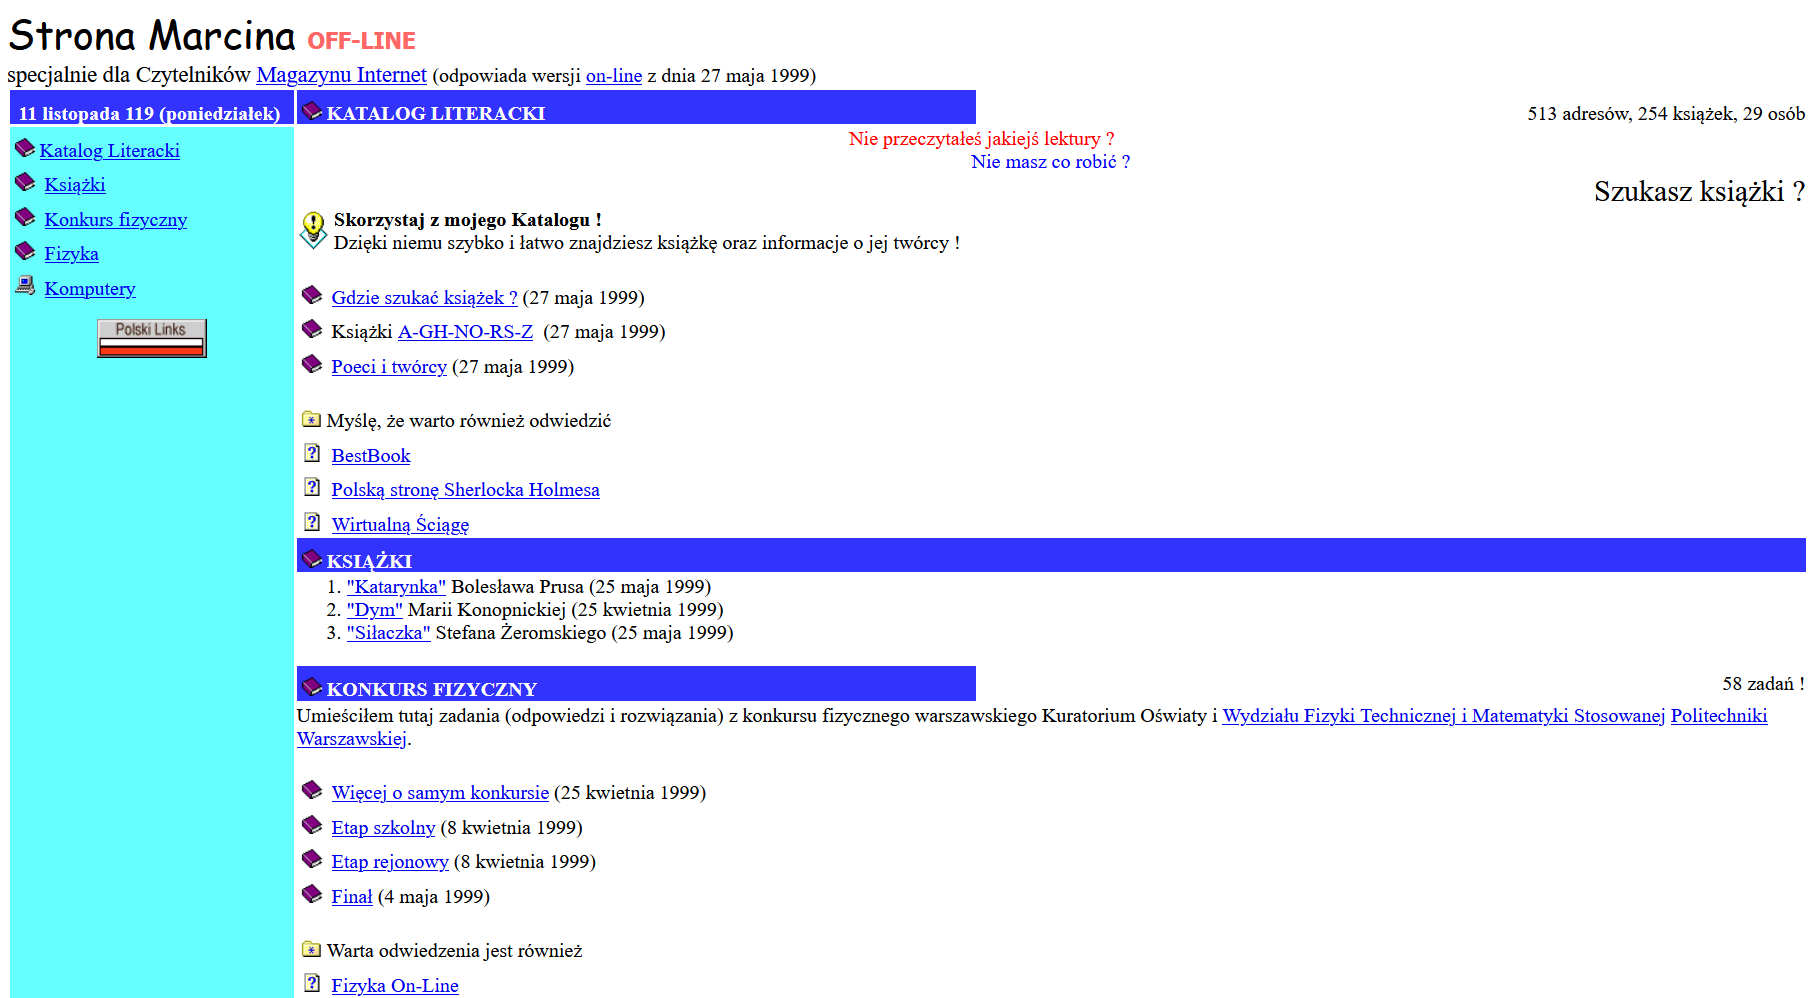 Strona Marcina OFF-LINE
specjalnie dla Czytelników Magazynu Internet (odpowiada wersji on-line z dnia 27 maja 1999)
11 listopada 119 (poniedziałek)
Katalog Literacki
Książki
Konkurs fizyczny
Fizyka
Komputery
Polski Links
KATALOG LITERACKI
513 adresów, 254 książek, 29 osób
Nie przeczytałeś jakiejś lektury ?
Nie masz co robić ?
Szukasz książki ?
Skorzystaj z mojego Katalogu !
Dzięki niemu szybko i łatwo znajdziesz książkę oraz informacje o jej twórcy !
Gdzie szukać książek ? (27 maja 1999)
Książki A-GH-NO-RS-Z (27 maja 1999)
Poeci i twórcy (27 maja 1999)
Myślę, że warto również odwiedzić
BestBook
Polską stronę Sherlocka Holmesa
Wirtualną Ściągę
KSIĄŻKI
1. "Katarynka" Bolesława Prusa (25 maja 1999)
2. "Dym" Marii Konopnickiej (25 kwietnia 1999)
3. "Siłaczka" Stefana Żeromskiego (25 maja 1999)
KONKURS FIZYCZNY
58 zadań !
Umieściłem tutaj zadania (odpowiedzi i rozwiązania) z konkursu fizycznego warszawskiego Kuratorium Oświaty i Wydziału Fizyki Technicznej i Matematyki Stosowanej Politechniki
Warszawskiej.
Więcej o samym konkursie (25 kwietnia 1999)
Etap szkolny (8 kwietnia 1999)
Etap rejonowy (8 kwietnia 1999)
Finał (4 maja 1999)
Warta odwiedzenia jest również
Fizyka On-Line